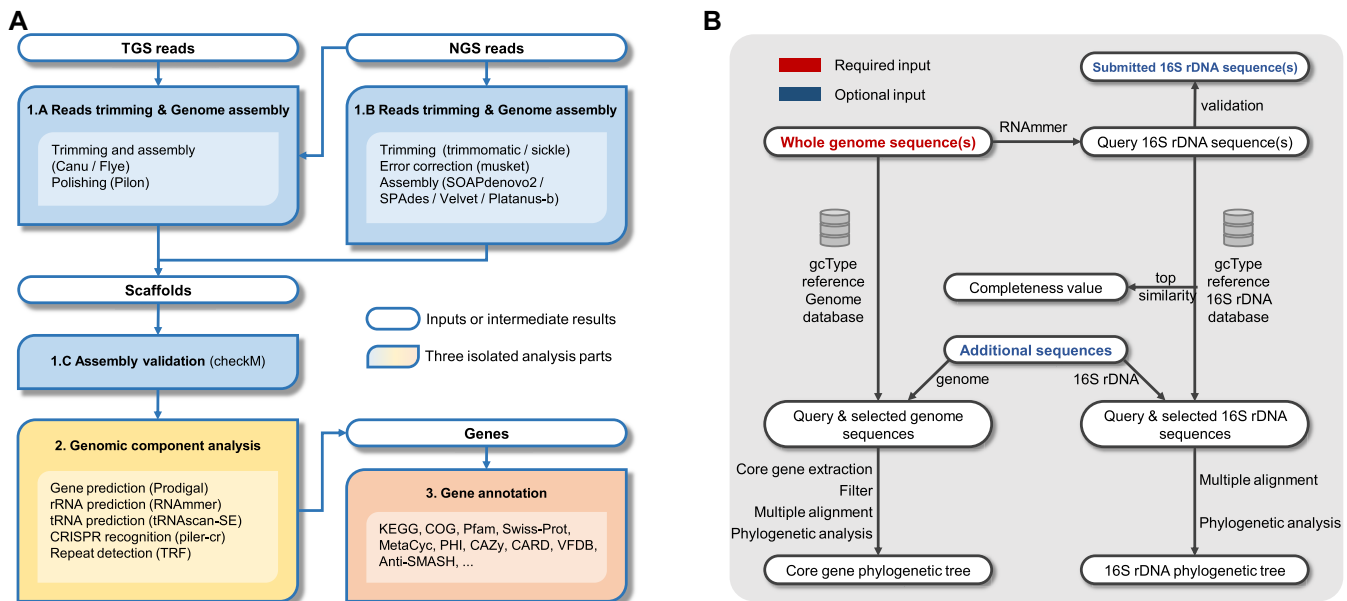 A
TGS reads
NGS reads
1.A Reads trimming & Genome assembly
Trimming and assembly
(Canu / Flye)
Polishing (Pilon)
1.B Reads trimming & Genome assembly
Trimming (trimmomatic / sickle)
Error correction (musket)
Assembly (SOAPdenovo2 /
SPAdes / Velvet / Platanus-b)
Scaffolds
Inputs or intermediate results
Three isolated analysis parts
1.C Assembly validation (checkM)
2. Genomic component analysis
Gene prediction (Prodigal)
rRNA prediction (RNAmmer)
tRNA prediction (tRNAscan-SE)
CRISPR recognition (piler-cr)
Repeat detection (TRF)
Genes
3. Gene annotation
KEGG, COG, Pfam, Swiss-Prot,
MetaCyc, PHI, CAZy, CARD, VFDB,
Anti-SMASH, ...
B
Required input
Optional input
Submitted 16S rDNA sequence(s)
validation
Whole genome sequence(s)
RNAmmer
Query 16S rDNA sequence(s)
gcType
reference
Genome
database
gcType
reference
16S rDNA
database
top
similarity
Completeness value
Additional sequences
genome
16S rDNA
Query & selected genome
sequences
Query & selected 16S rDNA
sequences
Core gene extraction
Filter
Multiple alignment
Phylogenetic analysis
Multiple alignment
Phylogenetic analysis
Core gene phylogenetic tree
16S rDNA phylogenetic tree